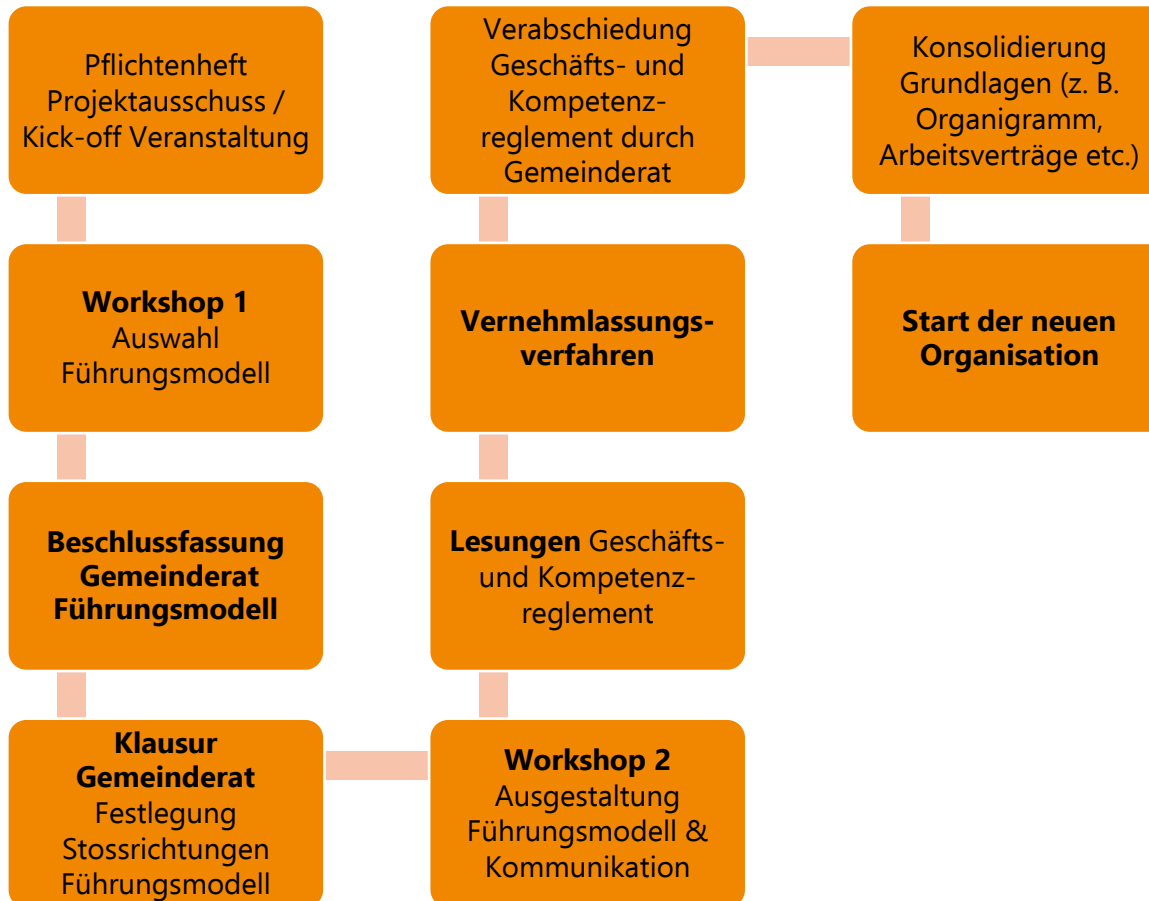 Pflichtenheft
Projektausschuss /
Kick-off Veranstaltung
Workshop 1
Auswahl
Führungsmodell
Beschlussfassung
Gemeinderat
Führungsmodell
Klausur
Gemeinderat
Festlegung
Stossrichtungen
Führungsmodell
Workshop 2
Ausgestaltung
Führungsmodell &
Kommunikation
Lesungen Geschäfts-
und Kompetenz-
reglement
Vernehmlassungs-
verfahren
Verabschiedung
Geschäfts- und
Kompetenz-
reglement durch
Gemeinderat
Konsolidierung
Grundlagen (z. B.
Organigramm,
Arbeitsverträge etc.)
Start der neuen
Organisation